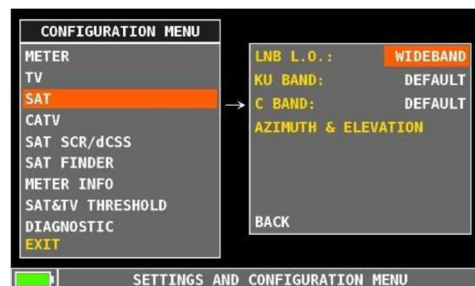 CONFIGURATION MENU
METER
TV
SAT
CATV
SAT SCR/dCSS
SAT FINDER
METER INFO
SAT&TV THRESHOLD
DIAGNOSTIC
EXIT
→
LNB L.O.: WIDEBAND
KU BAND: DEFAULT
C BAND: DEFAULT
AZIMUTH & ELEVATION
BACK
SETTINGS AND CONFIGURATION MENU